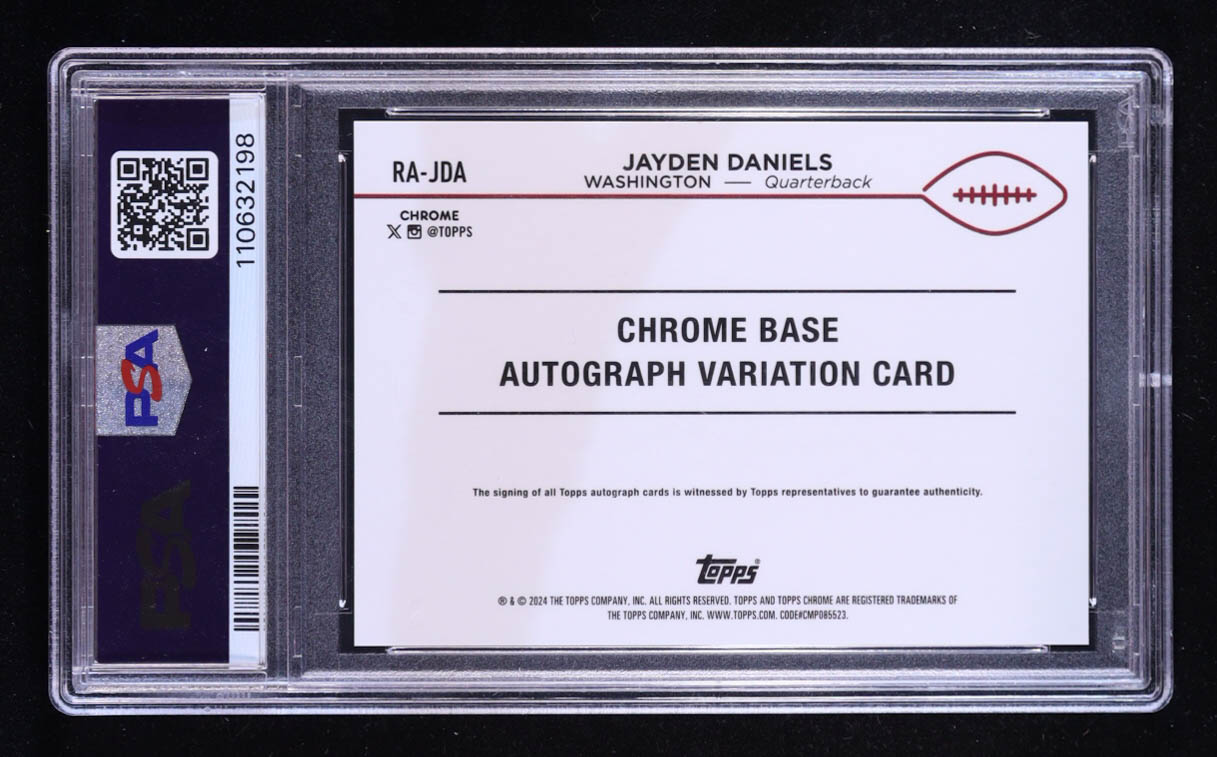 110632198
PSA
PSA
RA-JDA
JAYDEN DANIELS
WASHINGTON — Quarterback
CHROME
@TOPPS
CHROME BASE
AUTOGRAPH VARIATION CARD
The signing of all Topps autograph cards is witnessed by Topps representatives to guarantee authenticity.
topps®
® & © 2024 THE TOPPS COMPANY, INC. ALL RIGHTS RESERVED. TOPPS AND TOPPS CHROME ARE REGISTERED TRADEMARKS OF
THE TOPPS COMPANY, INC. WWW.TOPPS.COM. CODE#CMP085523.